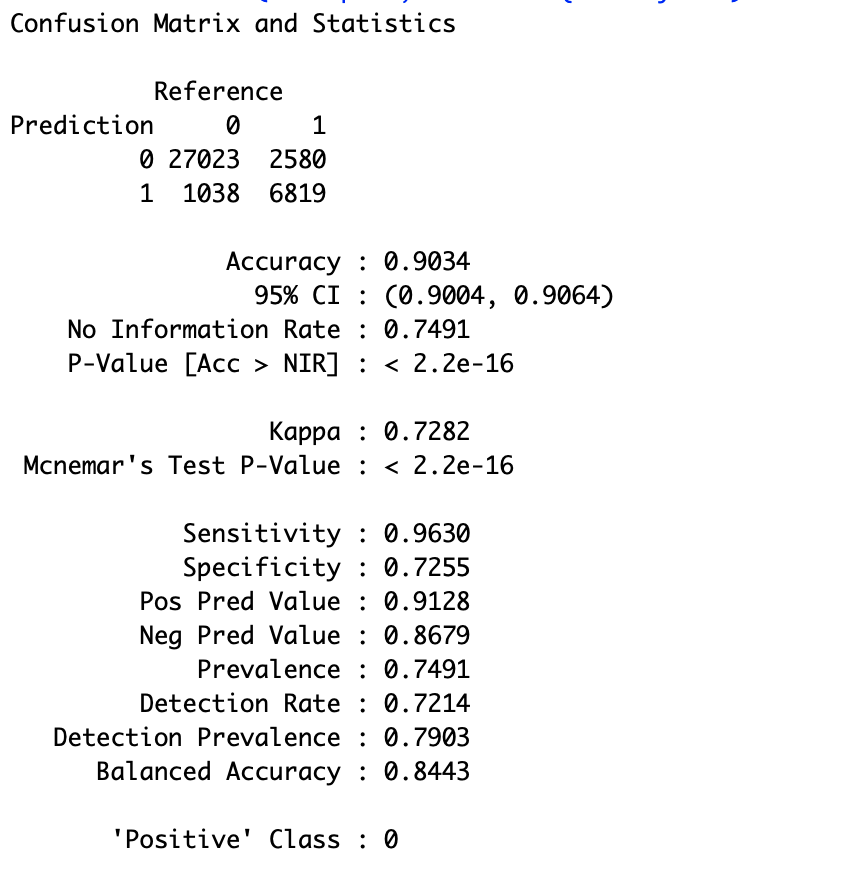 Confusion Matrix and Statistics
Reference
Prediction 0 1
0 27023 2580
1 1038 6819
Accuracy : 0.9034
95% CI : (0.9004, 0.9064)
No Information Rate : 0.7491
P-Value [Acc > NIR] : < 2.2e-16
Kappa : 0.7282
Mcnemar's Test P-Value : < 2.2e-16
Sensitivity : 0.9630
Specificity : 0.7255
Pos Pred Value : 0.9128
Neg Pred Value : 0.8679
Prevalence : 0.7491
Detection Rate : 0.7214
Detection Prevalence : 0.7903
Balanced Accuracy : 0.8443
'Positive' Class : 0